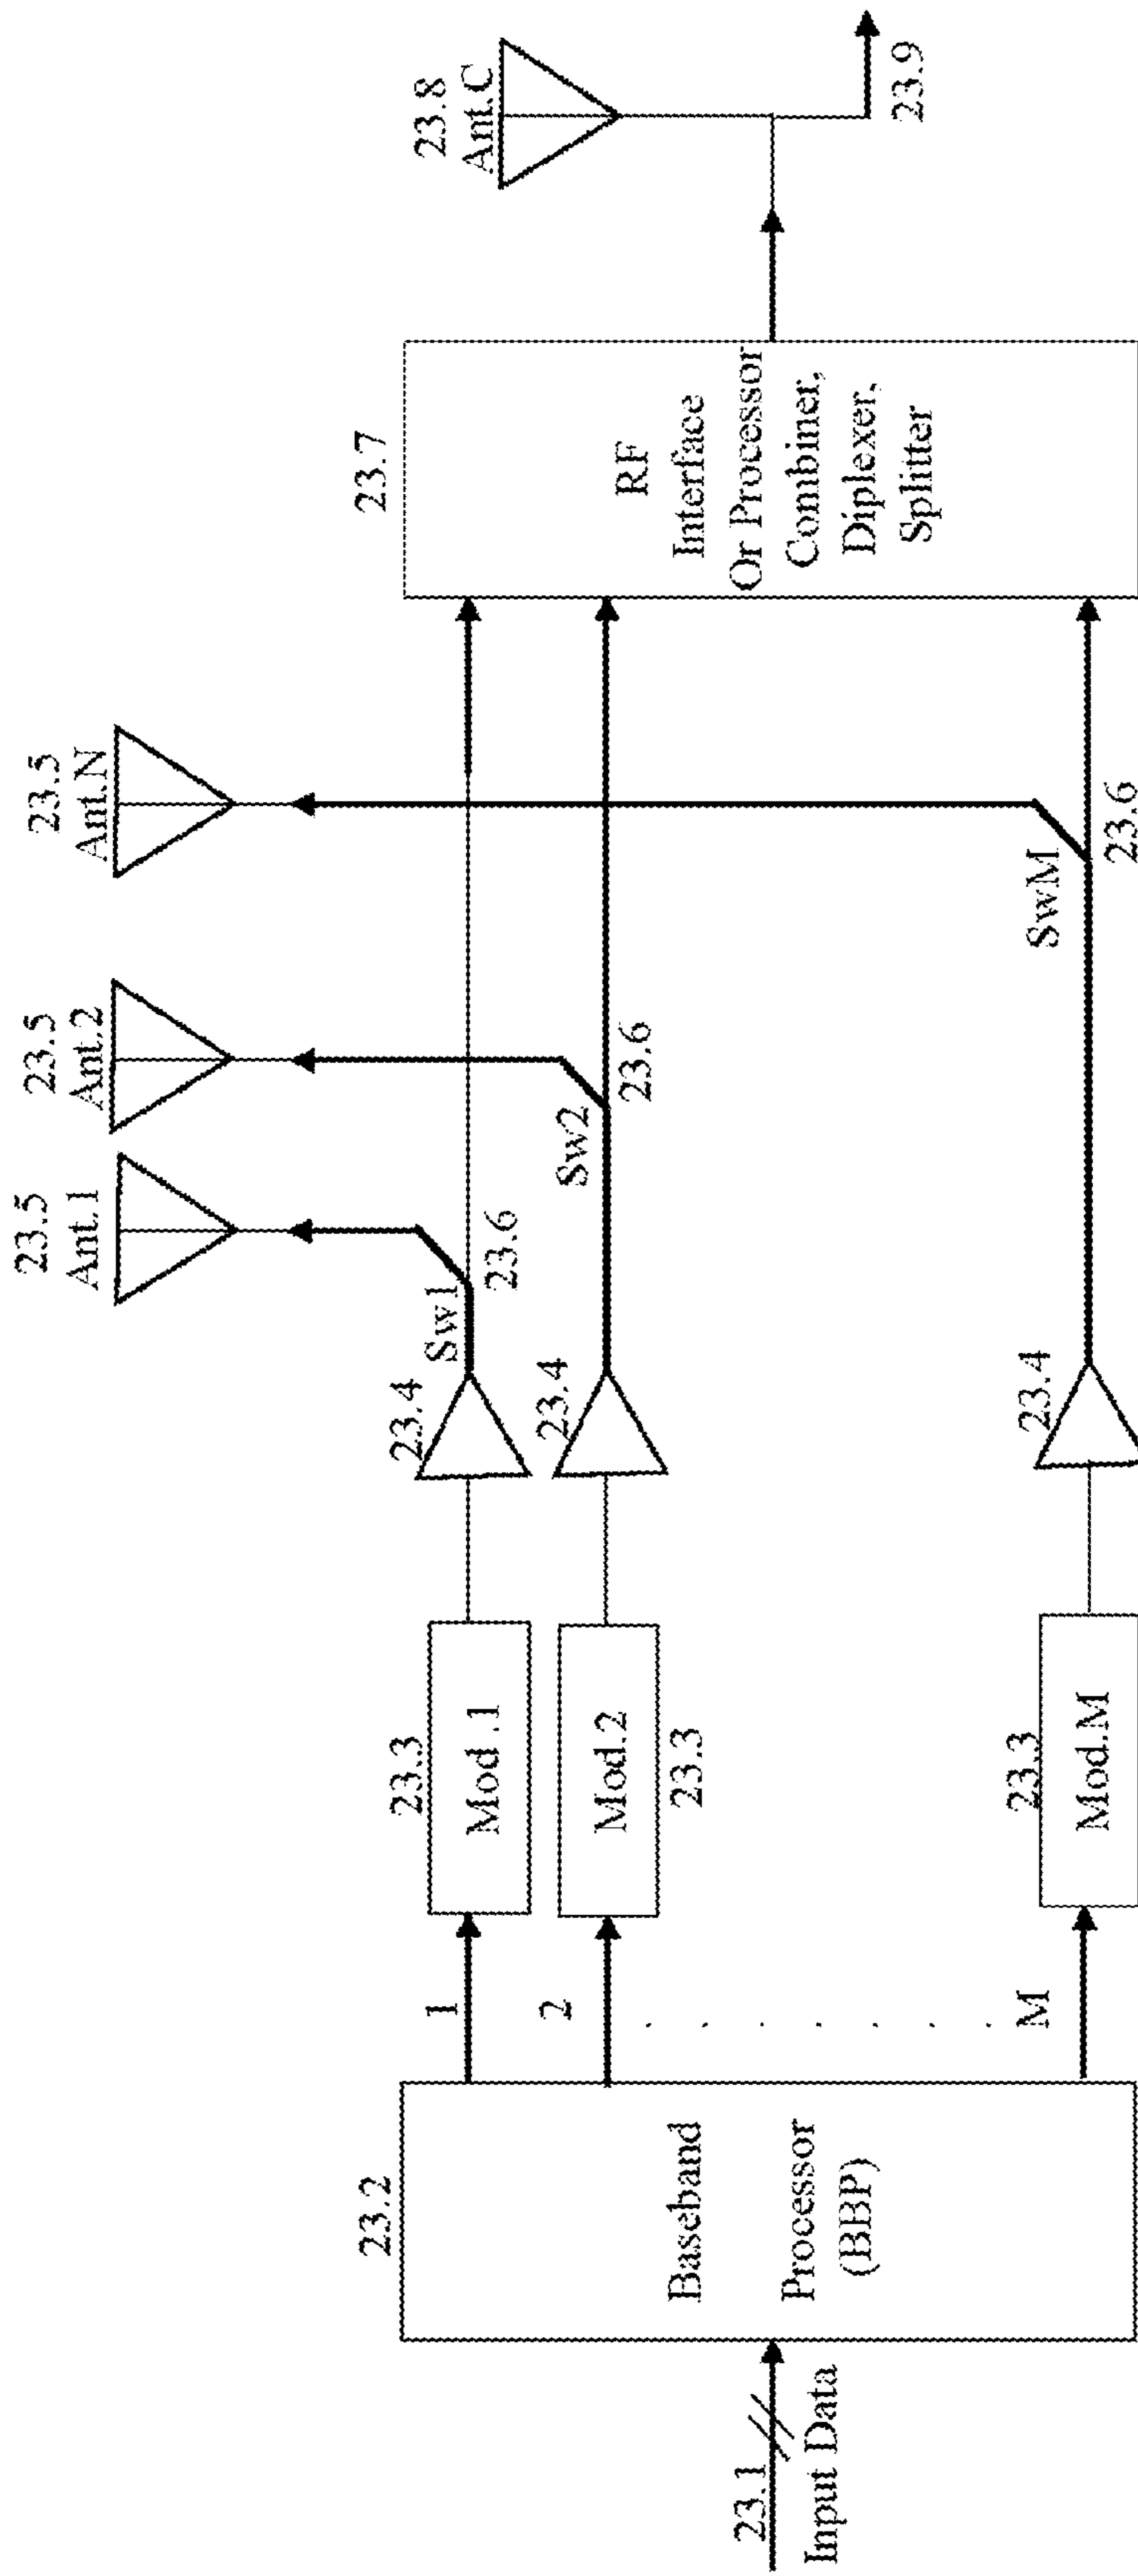 23.1
Input Data
23.2
Baseband
Processor
(BBP)
1
2
. . . . . . .
M
23.3
Mod .1
Mod.2
23.3
23.3
Mod.M
23.4
23.4
23.4
Sw1
23.6
Sw2
23.6
SwM
23.6
23.5
Ant.1
23.5
Ant.2
23.5
Ant.N
23.7
RF
Interface
Or Processor
Combiner,
Diplexer,
Splitter
23.8
Ant.C
23.9